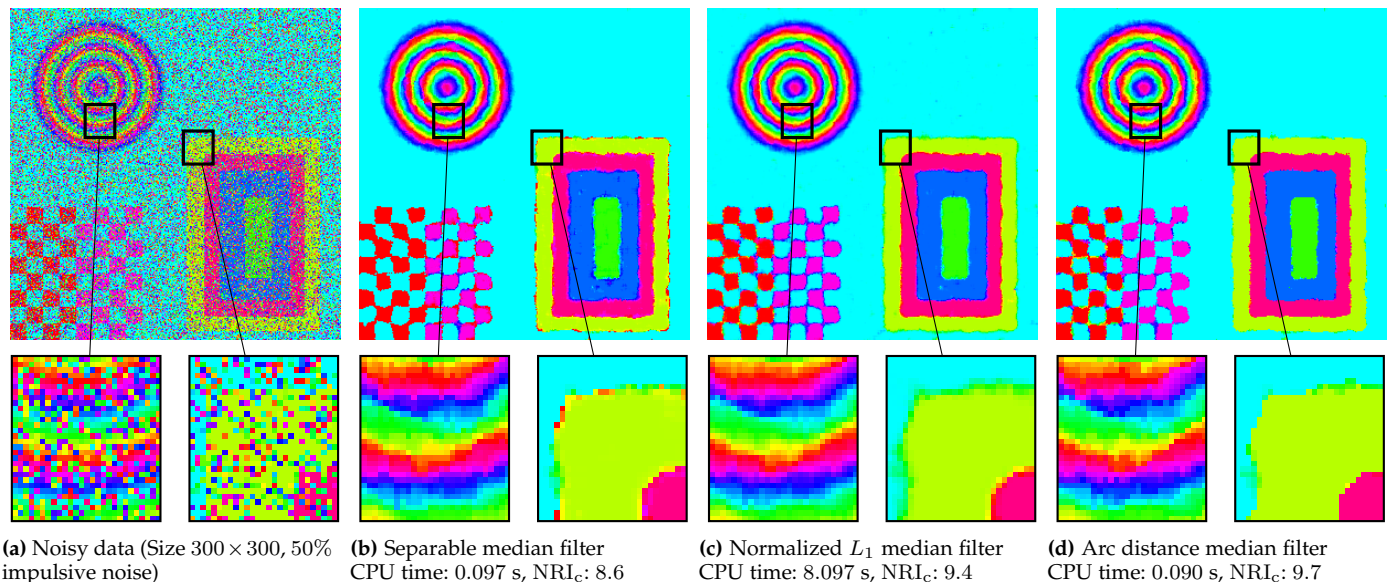 (a) Noisy data (Size 300 × 300, 50%
impulsive noise)
(b) Separable median filter
CPU time: 0.097 s, NRIc: 8.6
(c) Normalized L1 median filter
CPU time: 8.097 s, NRIc: 9.4
(d) Arc distance median filter
CPU time: 0.090 s, NRIc: 9.7